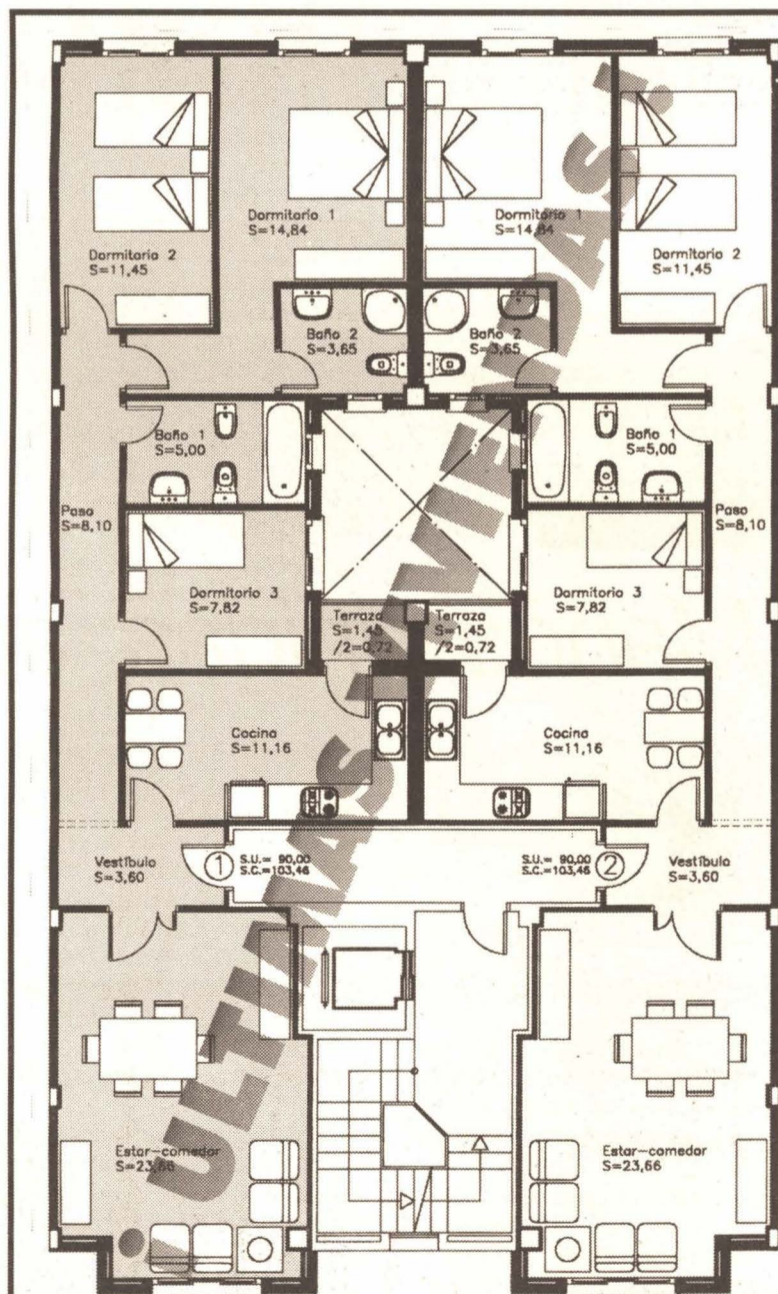 Dormitorio 2
S=11,45
Dormitorio 1
S=14,84
Dormitorio 1
S=14,84
Dormitorio 2
S=11,45
Baño 2
S=3,65
Baño 2
S=3,65
Baño 1
S=5,00
Baño 1
S=5,00
Paso
S=8,10
Paso
S=8,10
Dormitorio 3
S=7,82
Dormitorio 3
S=7,82
Terraza
S=1,45
/2=0,72
Terraza
S=1,45
/2=0,72
Cocina
S=11,16
Cocina
S=11,16
Vestíbulo
S=3,60
1
S.U.= 90,00
S.C.=103,46
S.U.= 90,00
S.C.=103,46
2
Vestíbulo
S=3,60
Estar-comedor
S=23,66
Estar-comedor
S=23,66
¡ULTIMAS VIVIENDAS!